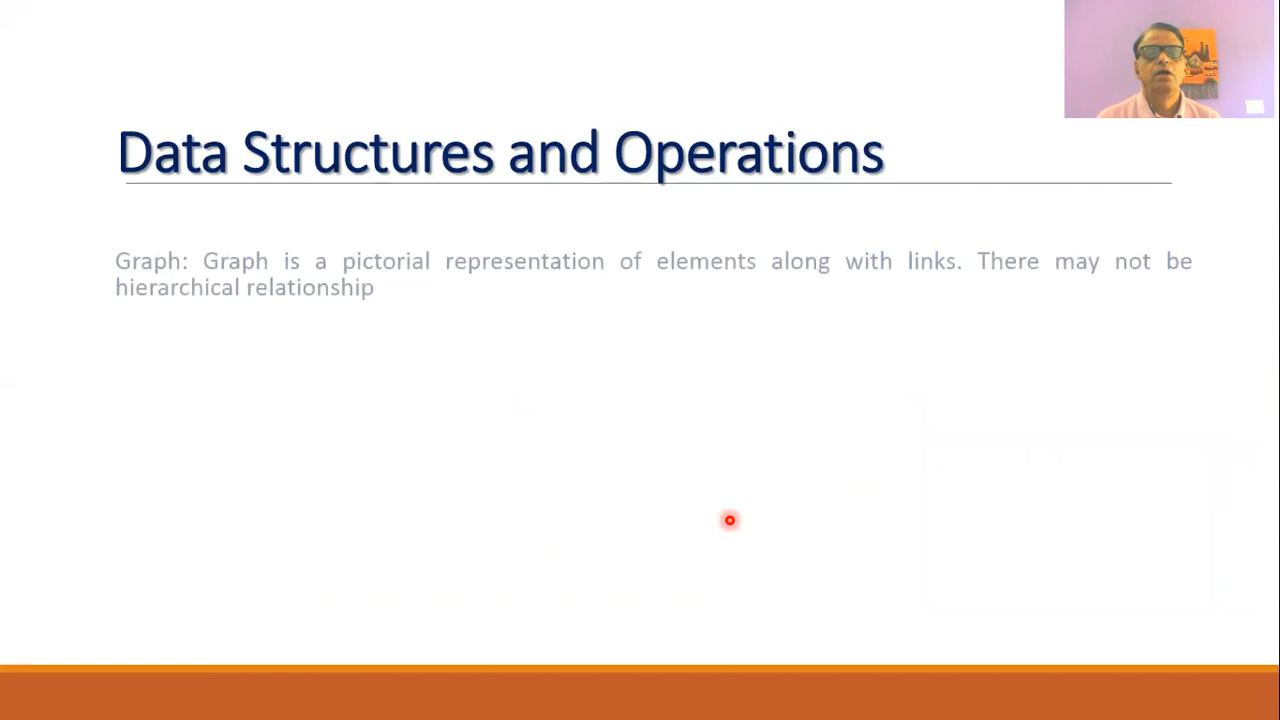 Data Structures and Operations
Graph: Graph is a pictorial representation of elements along with links. There may not be
hierarchical relationship